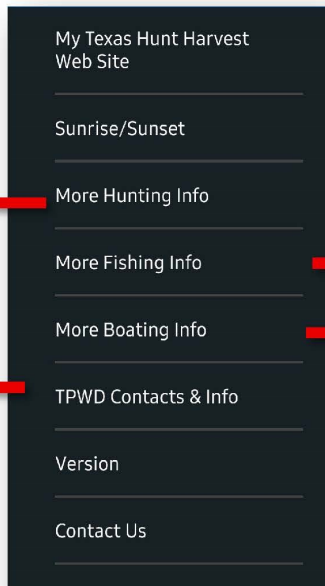 My Texas Hunt Harvest
Web Site
Sunrise/Sunset
More Hunting Info
More Fishing Info
More Boating Info
TPWD Contacts & Info
Version
Contact Us